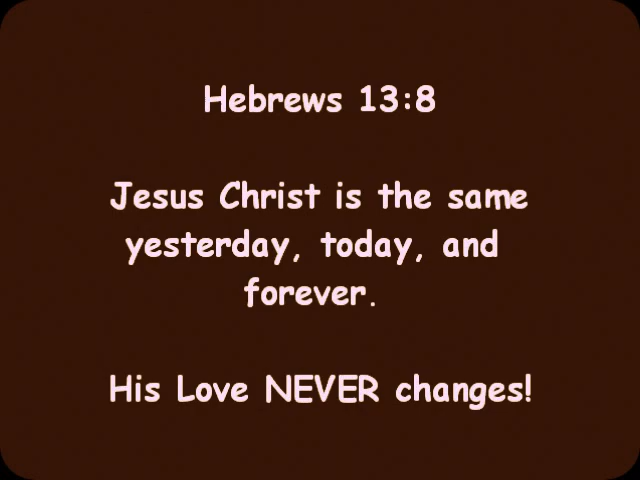 Hebrews 13:8
Jesus Christ is the same
yesterday, today, and
forever.
His Love NEVER changes!